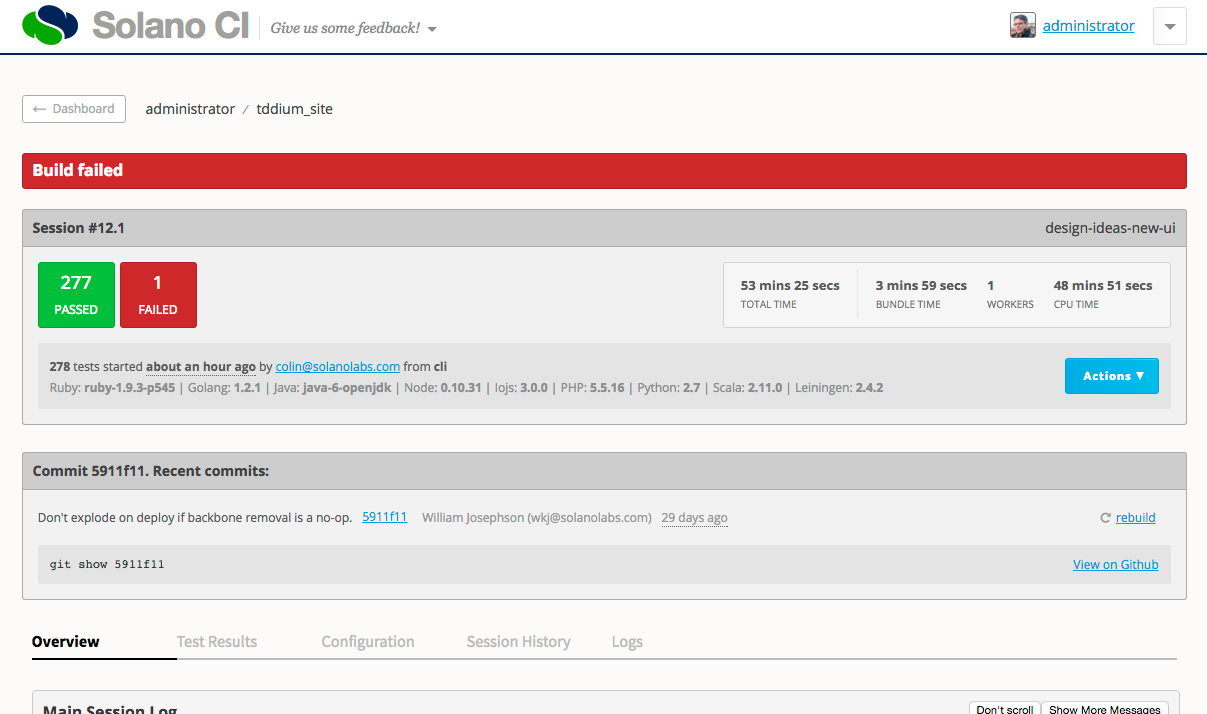 Solano CI Give us some feedback! administrator
← Dashboard administrator / tddium_site
Build failed
Session #12.1 design-ideas-new-ui
277 PASSED 1 FAILED
53 mins 25 secs 3 mins 59 secs 1 48 mins 51 secs
TOTAL TIME BUNDLE TIME WORKERS CPU TIME
278 tests started about an hour ago by colin@solanolabs.com from cli
Ruby: ruby-1.9.3-p545 | Golang: 1.2.1 | Java: java-6-openjdk | Node: 0.10.31 | Iojs: 3.0.0 | PHP: 5.5.16 | Python: 2.7 | Scala: 2.11.0 | Leiningen: 2.4.2
Actions ▼
Commit 5911f11. Recent commits:
Don't explode on deploy if backbone removal is a no-op. 5911f11 William Josephson (wkj@solanolabs.com) 29 days ago rebuild
git show 5911f11 View on Github
Overview Test Results Configuration Session History Logs
Main Session Log Don't scroll Show More Messages